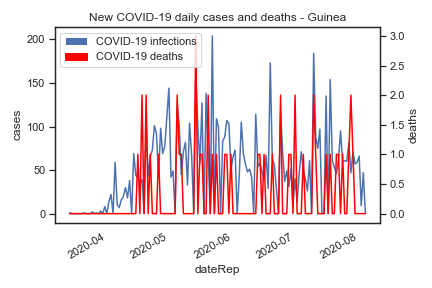 New COVID-19 daily cases and deaths - Guinea
COVID-19 infections
COVID-19 deaths
200
150
100
50
0
cases
3.0
2.5
2.0
1.5
1.0
0.5
0.0
deaths
2020-04
2020-05
2020-06
2020-07
2020-08
dateRep